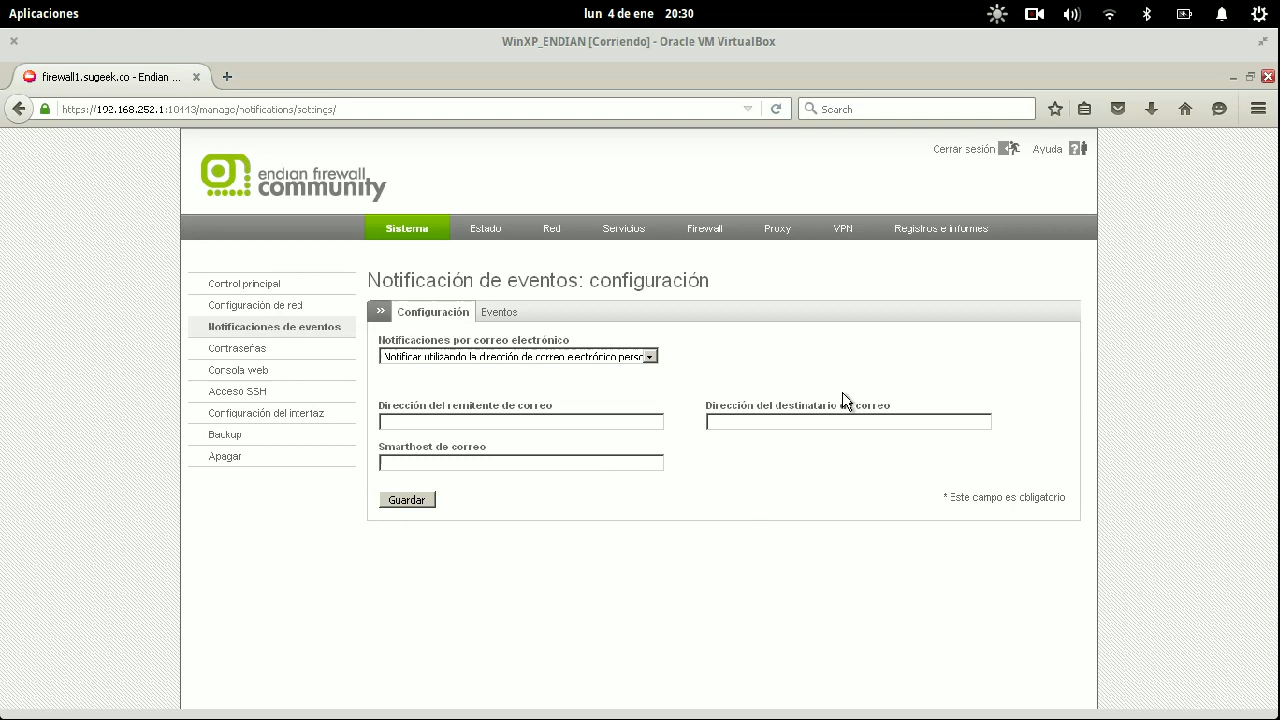 Aplicaciones
lun 4 de ene 20:30
WinXP_ENDIAN [Corriendo] - Oracle VM VirtualBox
firewall1.sugeek.co - Endian ...
https://192.168.252.1:10443/manage/notifications/settings/
Search
Cerrar sesión
Ayuda
endian firewall
community
Sistema Estado Red Servicios Firewall Proxy VPN Registros e informes
Control principal
Configuración de red
Notificaciones de eventos
Contraseñas
Consola web
Acceso SSH
Configuración del interfaz
Backup
Apagar
Notificación de eventos: configuración
>> Configuración Eventos
Notificaciones por correo electrónico
Notificar utilizando la dirección de correo electrónico perso
Dirección del remitente de correo
Dirección del destinatario de correo
Smarthost de correo
Guardar
* Este campo es obligatorio